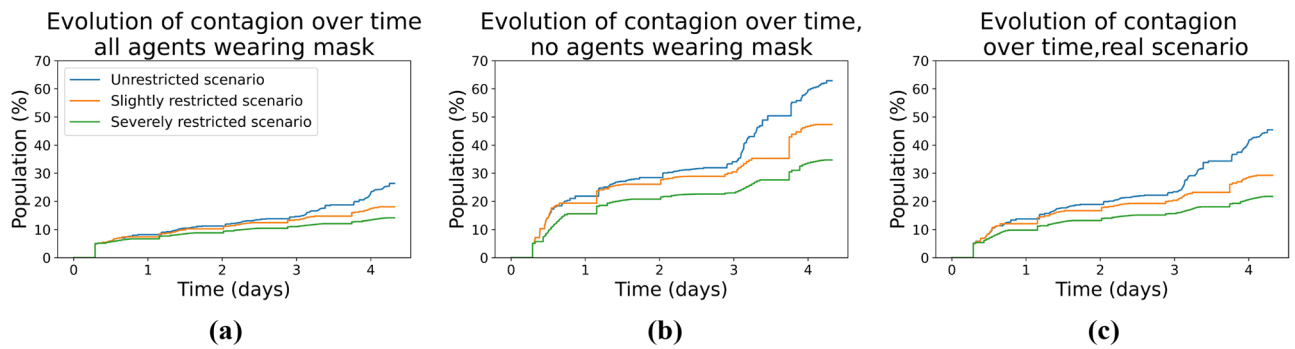 Evolution of contagion over time
all agents wearing mask
Population (%)
70
60
50
40
30
20
10
0
Unrestricted scenario
Slightly restricted scenario
Severely restricted scenario
0 1 2 3 4
Time (days)
(a)
Evolution of contagion over time,
no agents wearing mask
Population (%)
70
60
50
40
30
20
10
0
0 1 2 3 4
Time (days)
(b)
Evolution of contagion
over time,real scenario
Population (%)
70
60
50
40
30
20
10
0
0 1 2 3 4
Time (days)
(c)